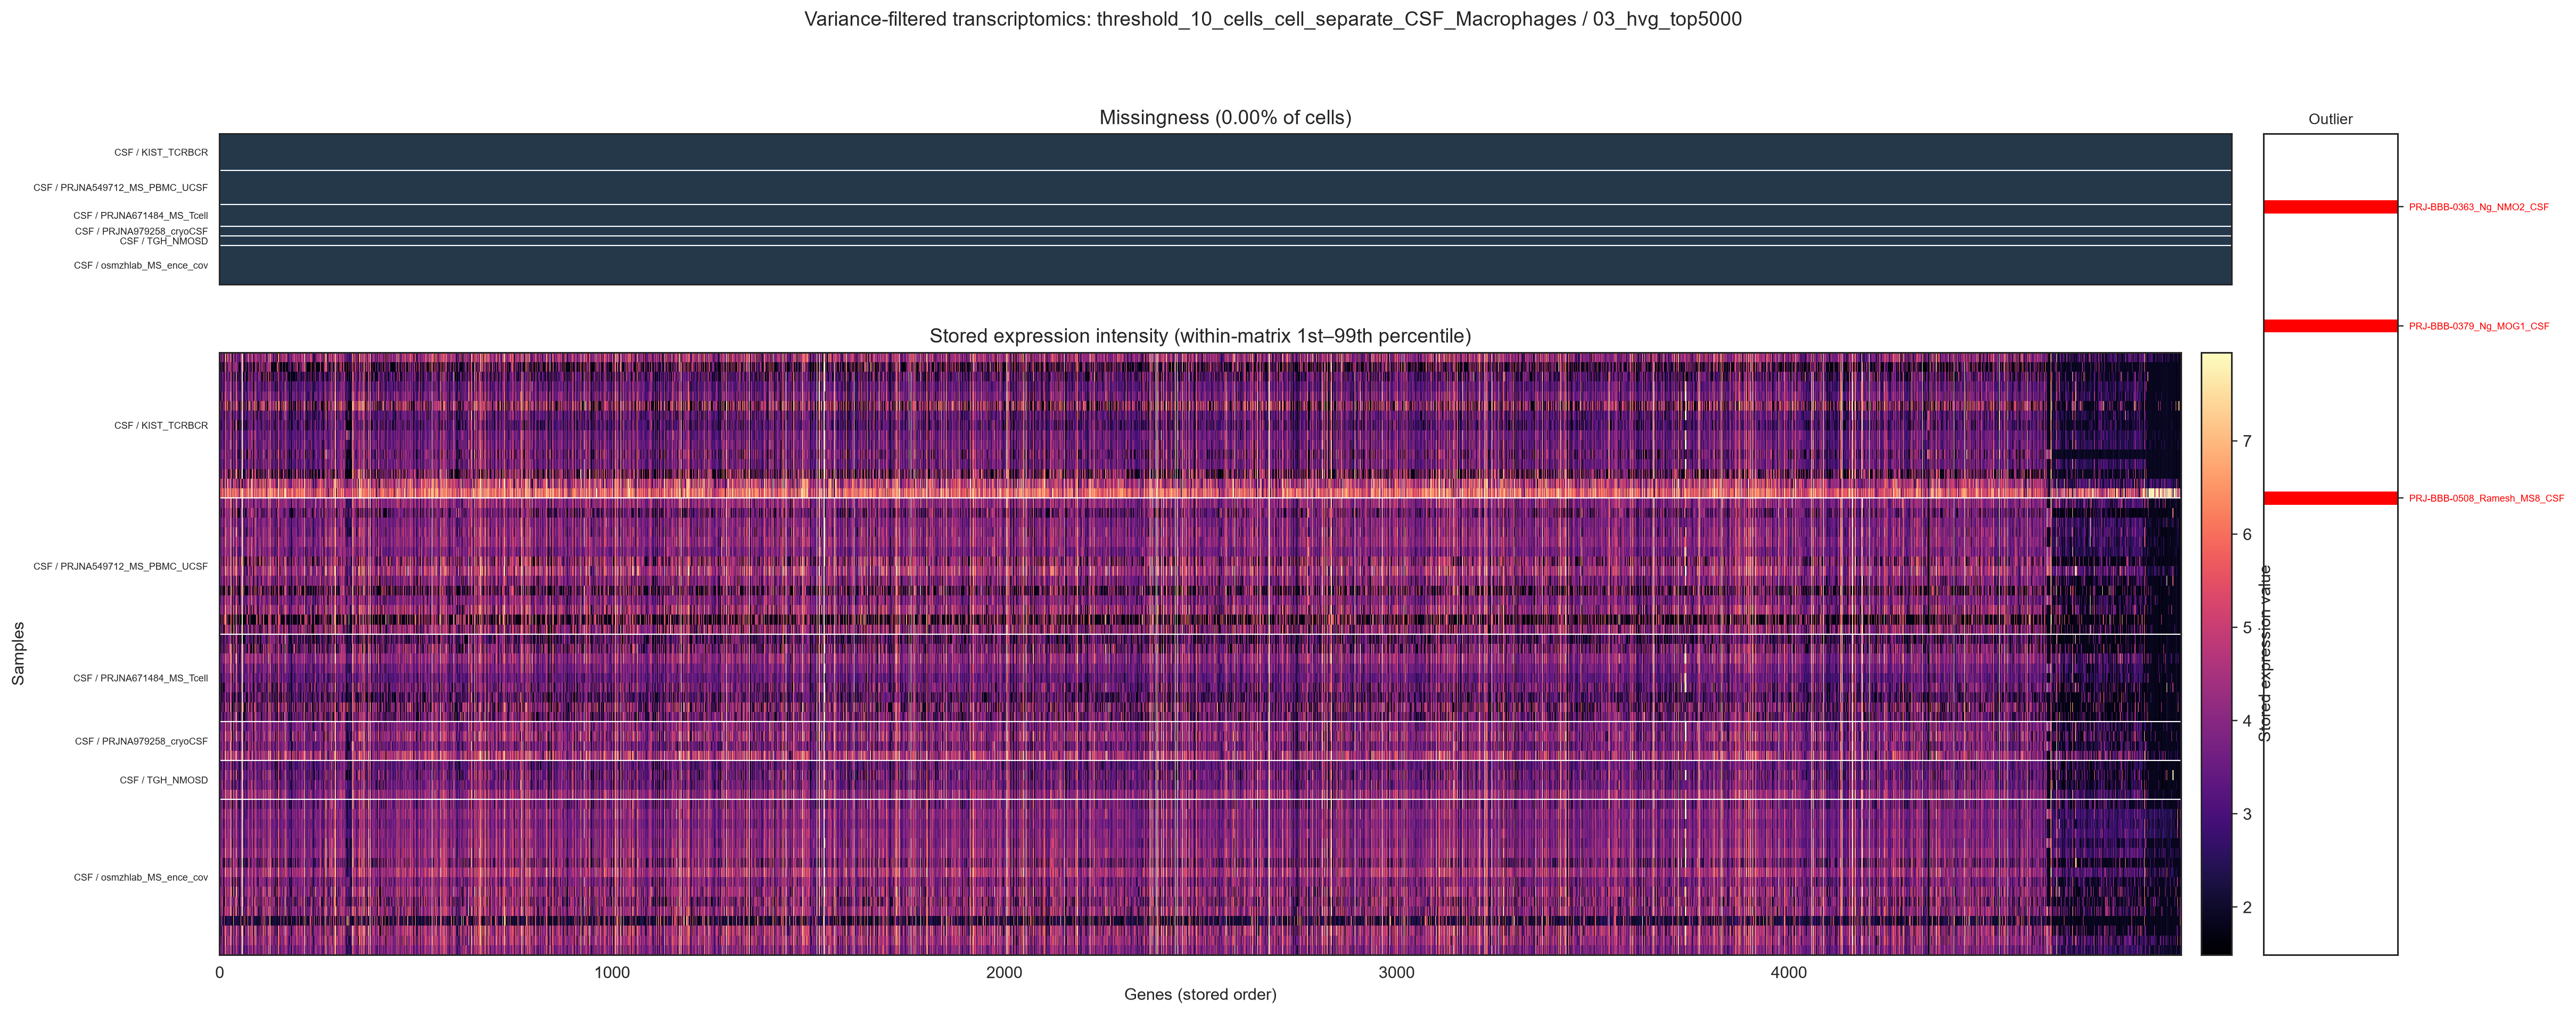 Variance-filtered transcriptomics: threshold_10_cells_cell_separate_CSF_Macrophages / 03_hvg_top5000
Missingness (0.00% of cells)
CSF / KIST_TCRBCR
CSF / PRJNA549712_MS_PBMC_UCSF
CSF / PRJNA671484_MS_Tcell
CSF / PRJNA979258_cryoCSF
CSF / TGH_NMOSD
CSF / osmzhlab_MS_ence_cov
Outlier
PRJ-BBB-0363_Ng_NMO2_CSF
PRJ-BBB-0379_Ng_MOG1_CSF
PRJ-BBB-0508_Ramesh_MS8_CSF
Stored expression intensity (within-matrix 1st–99th percentile)
Samples
CSF / KIST_TCRBCR
CSF / PRJNA549712_MS_PBMC_UCSF
CSF / PRJNA671484_MS_Tcell
CSF / PRJNA979258_cryoCSF
CSF / TGH_NMOSD
CSF / osmzhlab_MS_ence_cov
0 1000 2000 3000 4000
Genes (stored order)
7
6
5
4
3
2
Stored expression value